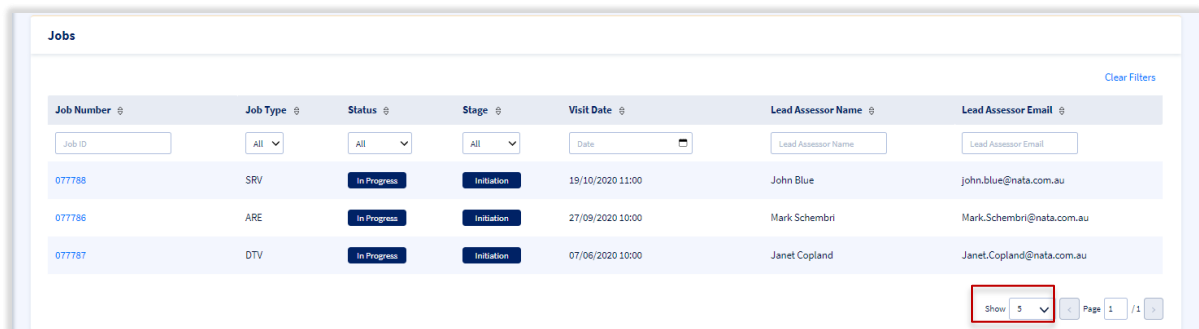 Jobs
Clear Filters
Job Number Job Type Status Stage Visit Date Lead Assessor Name Lead Assessor Email
Job ID All All All Date Lead Assessor Name Lead Assessor Email
077788 SRV In Progress Initiation 19/10/2020 11:00 John Blue john.blue@nata.com.au
077786 ARE In Progress Initiation 27/09/2020 10:00 Mark Schembri Mark.Schembri@nata.com.au
077787 DTV In Progress Initiation 07/06/2020 10:00 Janet Copland Janet.Copland@nata.com.au
Show 5 < Page 1 /1 >